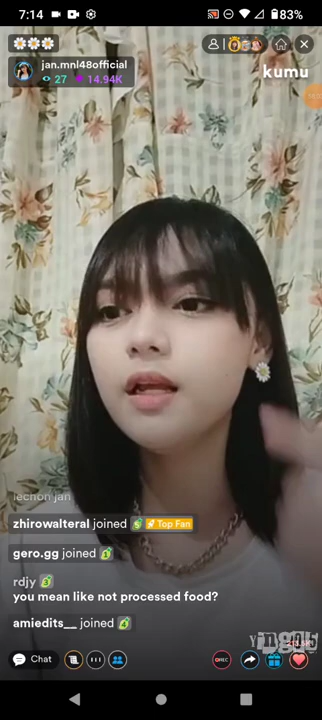 7:14
83%
jan.mnl48official
27 14.94K
kumu
lechon jan
zhirowalteral joined Top Fan
gero.gg joined
rdjy
you mean like not processed food?
amiedits__ joined
Chat
REC